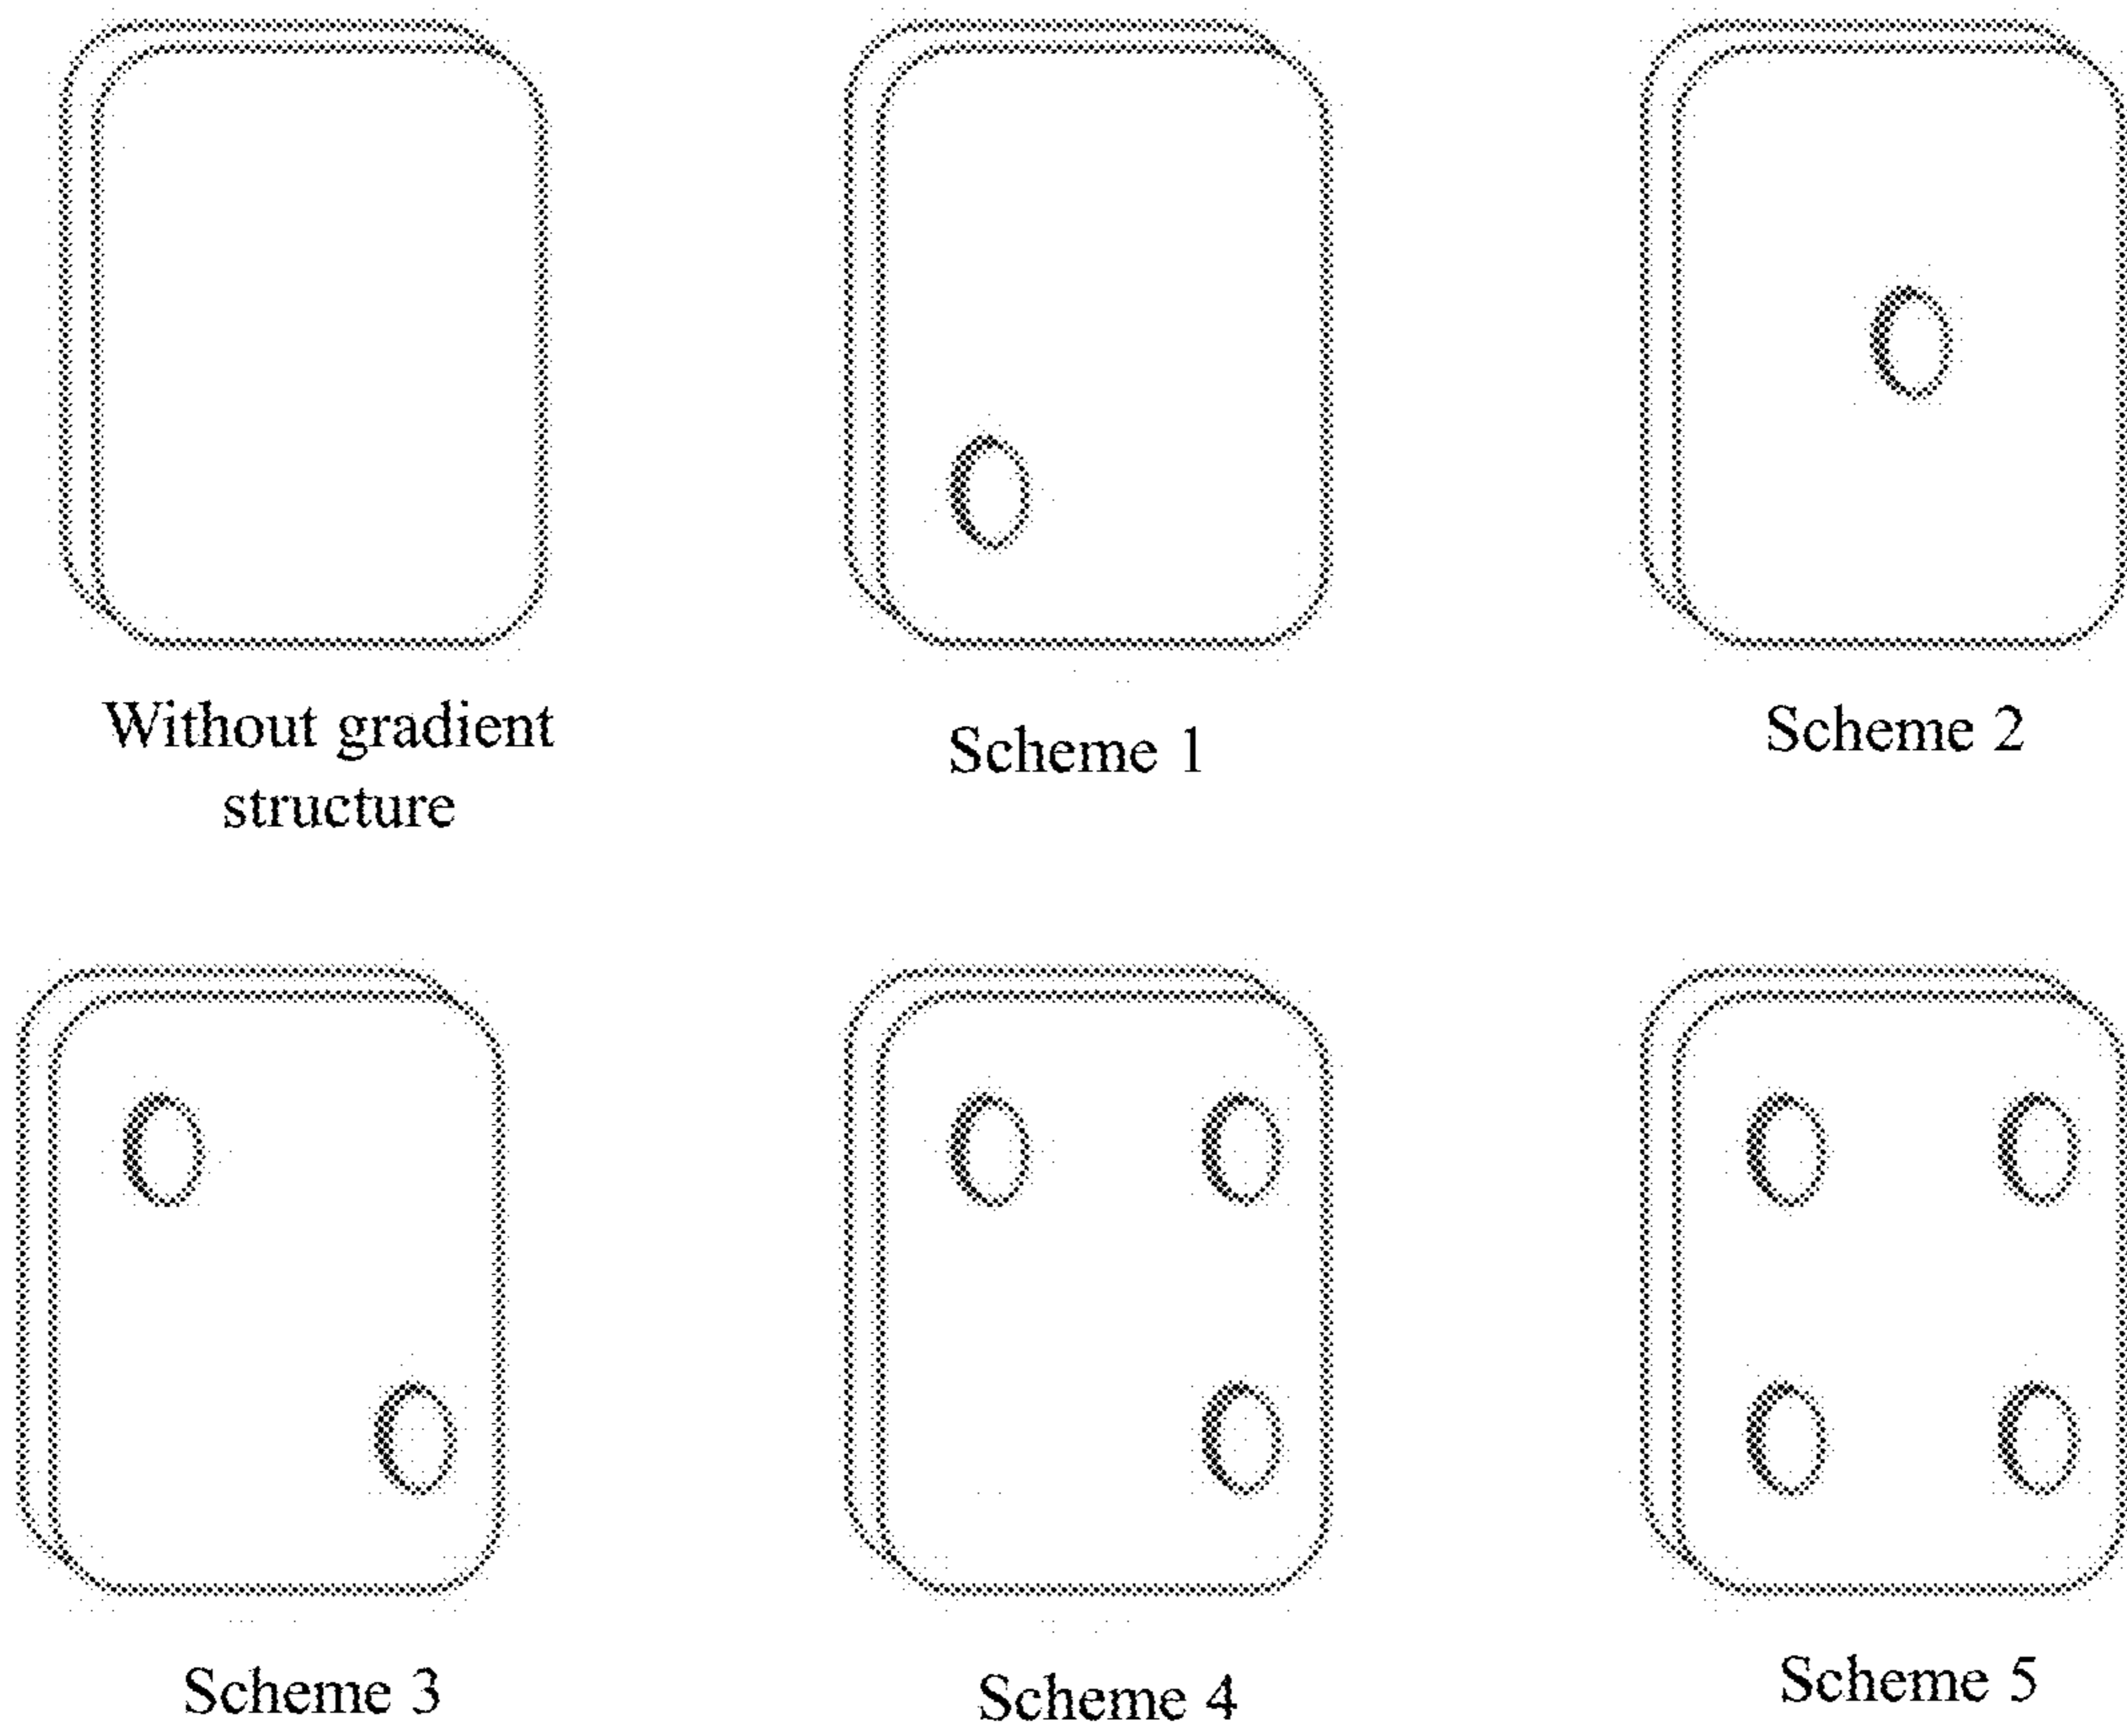 Without gradient
structure
Scheme 1
Scheme 2
Scheme 3
Scheme 4
Scheme 5